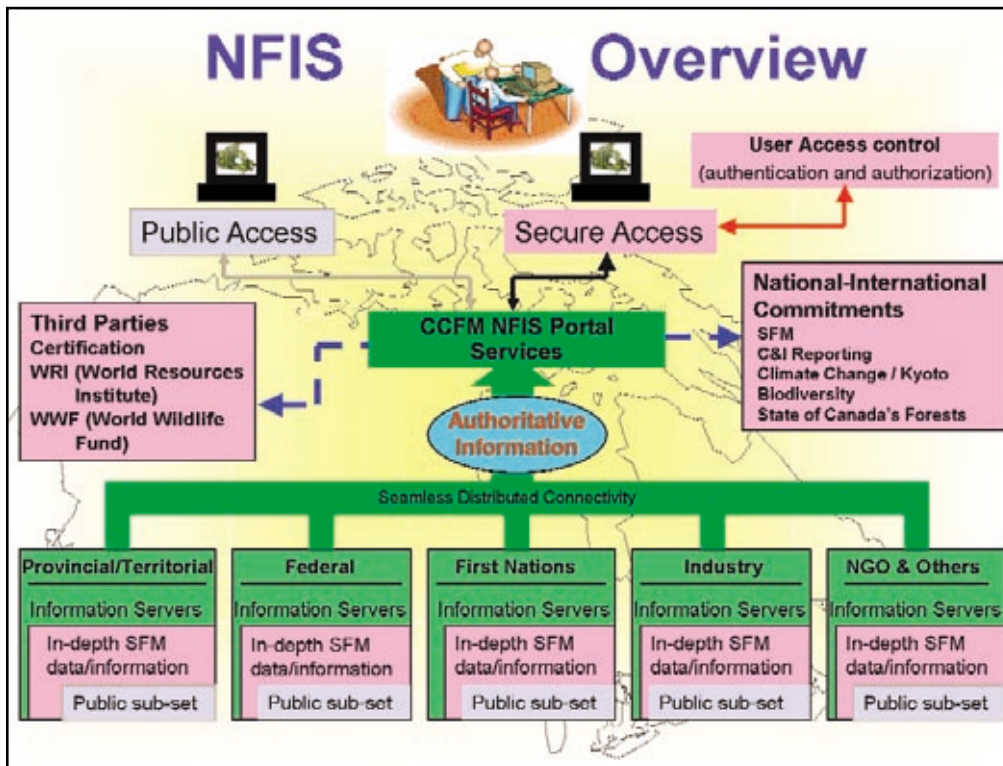 NFIS Overview
User Access control
(authentication and authorization)
Public Access
Secure Access
Third Parties
Certification
WRI (World Resources
Institute)
WWF (World Wildlife
Fund)
CCFM NFIS Portal
Services
National-International
Commitments
SFM
C&I Reporting
Climate Change / Kyoto
Biodiversity
State of Canada's Forests
Authoritative
Information
Seamless Distributed Connectivity
Provincial/Territorial
Information Servers
In-depth SFM
data/information
Public sub-set
Federal
Information Servers
In-depth SFM
data/information
Public sub-set
First Nations
Information Servers
In-depth SFM
data/information
Public sub-set
Industry
Information Servers
In-depth SFM
data/information
Public sub-set
NGO & Others
Information Servers
In-depth SFM
data/information
Public sub-set